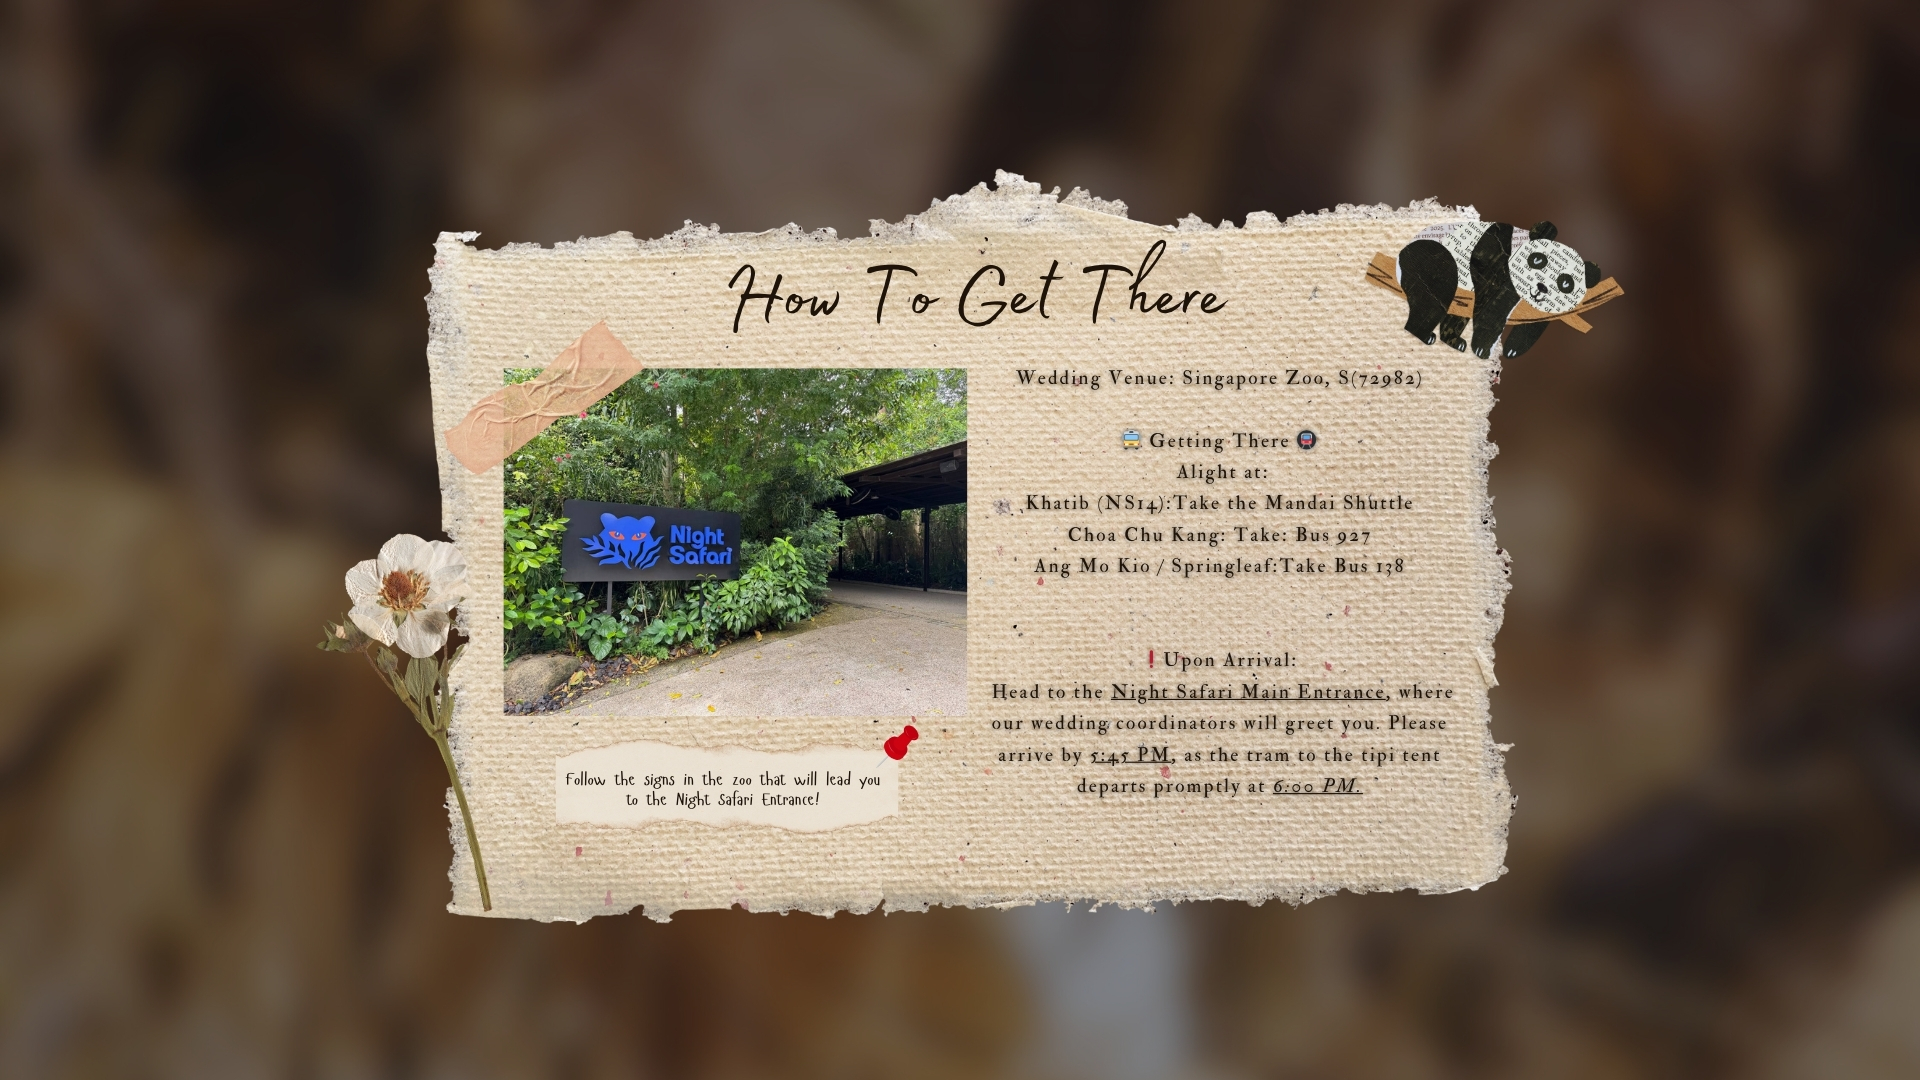 How To Get There
Night
Safari
Follow the signs in the zoo that will lead you
to the Night Safari Entrance!
Wedding Venue: Singapore Zoo, S(72982)
🚎 Getting There 🚇
Alight at:
Khatib (NS14):Take the Mandai Shuttle
Choa Chu Kang: Take: Bus 927
Ang Mo Kio / Springleaf:Take Bus 138
❗Upon Arrival:
Head to the Night Safari Main Entrance, where
our wedding coordinators will greet you. Please
arrive by 5:45 PM, as the tram to the tipi tent
departs promptly at 6:00 PM.